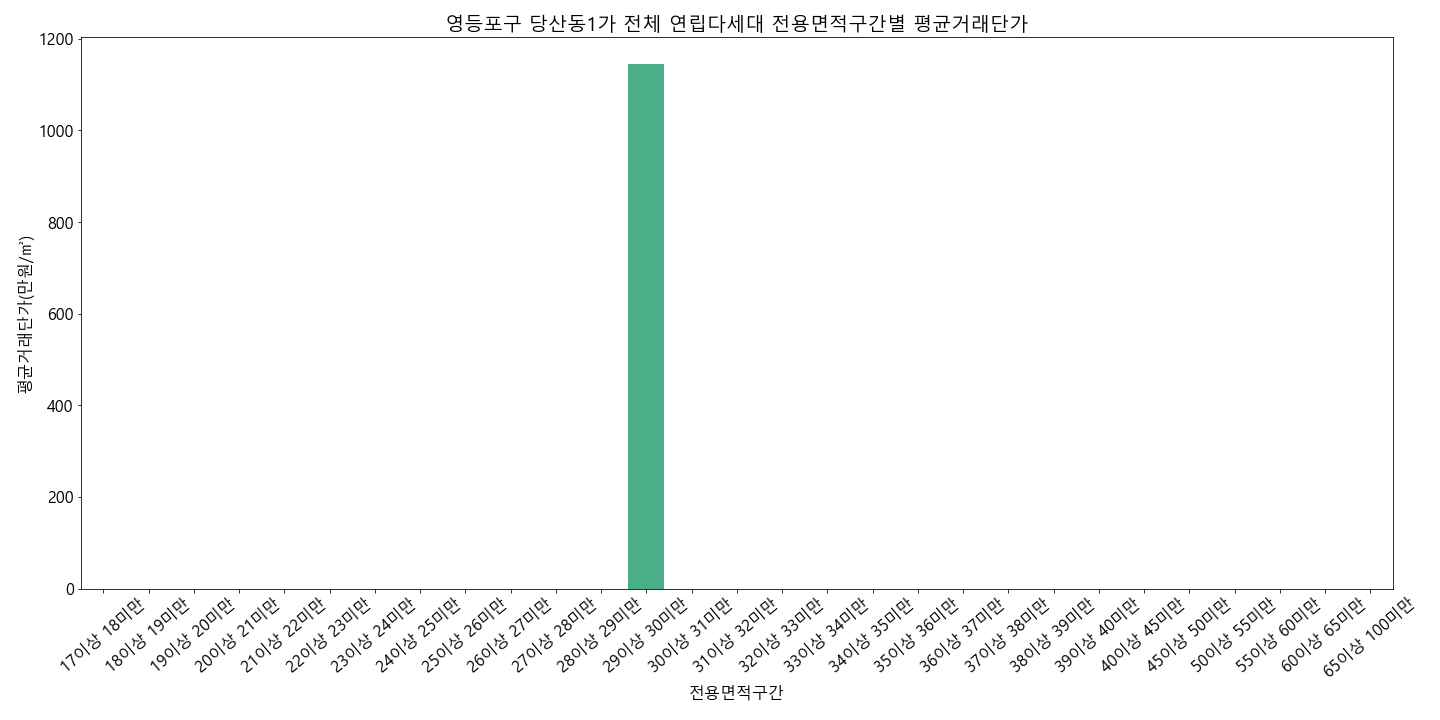 영등포구 당산동1가 전체 연립다세대 전용면적구간별 평균거래단가
평균거래단가(만원/㎡)
1200
1000
800
600
400
200
0
17이상 18미만
18이상 19미만
19이상 20미만
20이상 21미만
21이상 22미만
22이상 23미만
23이상 24미만
24이상 25미만
25이상 26미만
26이상 27미만
27이상 28미만
28이상 29미만
29이상 30미만
30이상 31미만
31이상 32미만
32이상 33미만
33이상 34미만
34이상 35미만
35이상 36미만
36이상 37미만
37이상 38미만
38이상 39미만
39이상 40미만
40이상 45미만
45이상 50미만
50이상 55미만
55이상 60미만
60이상 65미만
65이상 100미만
전용면적구간